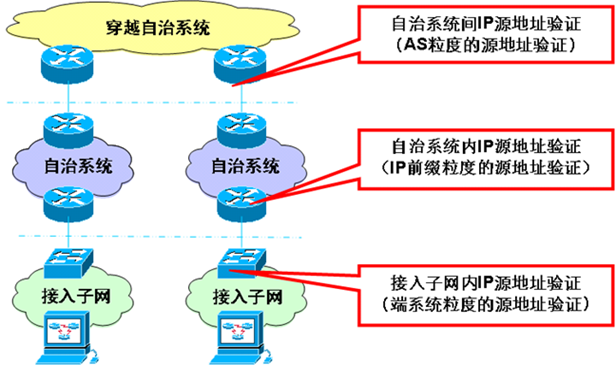 穿越自治系统
自治系统间IP源地址验证
(AS粒度的源地址验证)
自治系统
自治系统
自治系统内IP源地址验证
(IP前缀粒度的源地址验证)
接入子网
接入子网
接入子网内IP源地址验证
(端系统粒度的源地址验证)